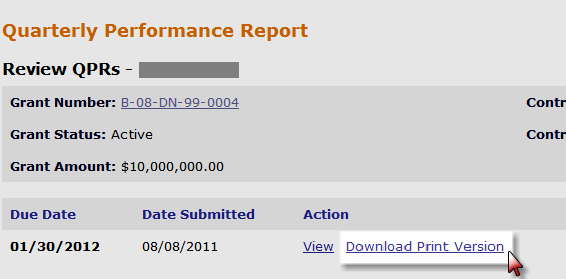 Quarterly Performance Report
Review QPRs -
Grant Number: B-08-DN-99-0004 Contr
Grant Status: Active Contr
Grant Amount: $10,000,000.00
Due Date Date Submitted Action
01/30/2012 08/08/2011 View Download Print Version